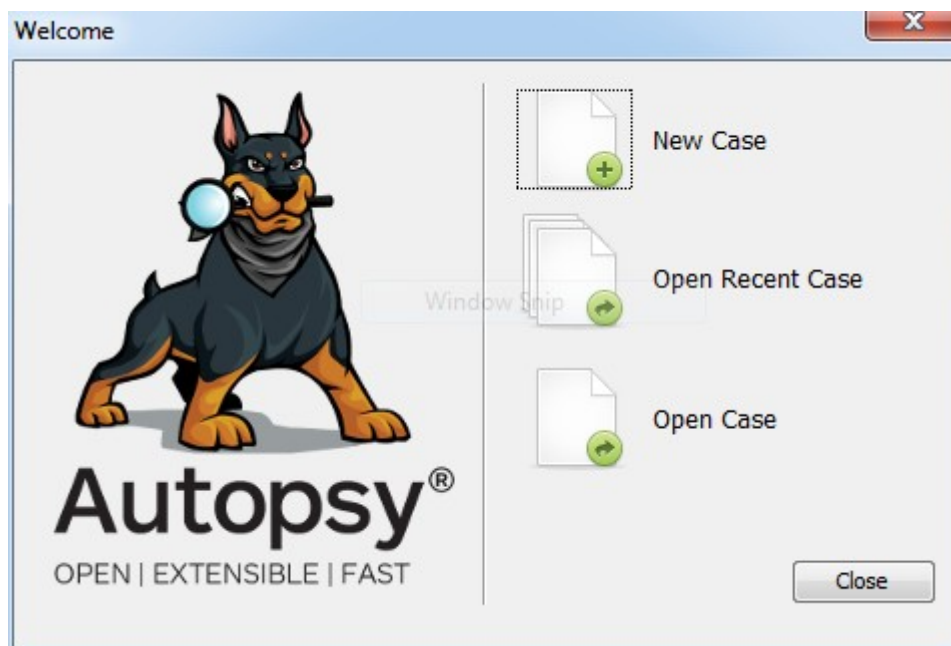 Welcome
New Case
Open Recent Case
Window Snip
Open Case
Autopsy®
OPEN | EXTENSIBLE | FAST
Close